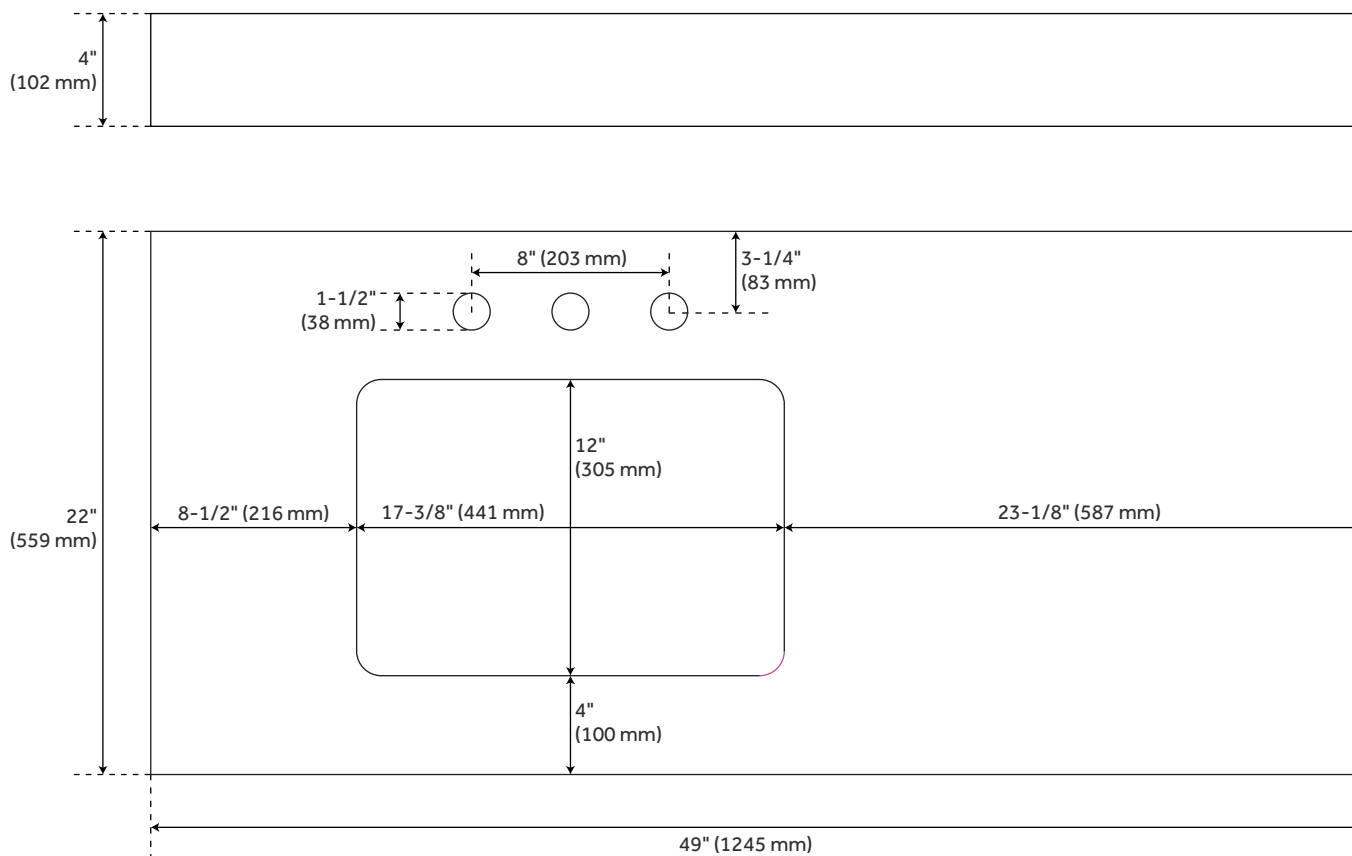 4"
(102 mm)
8" (203 mm)
3-1/4"
(83 mm)
1-1/2"
(38 mm)
12"
(305 mm)
22"
(559 mm)
8-1/2" (216 mm)
17-3/8" (441 mm)
23-1/8" (587 mm)
4"
(100 mm)
49" (1245 mm)